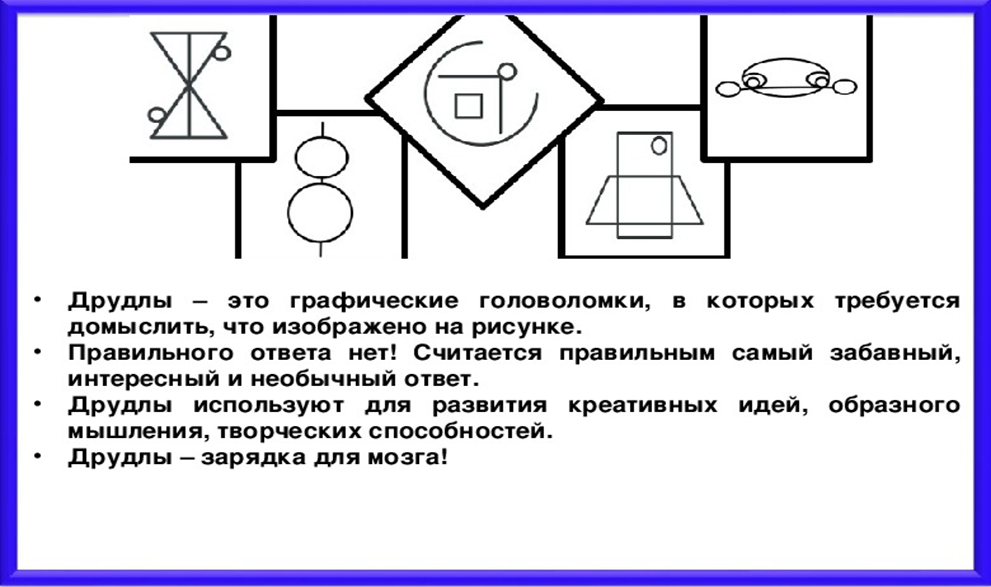 • Друдлы – это графические головоломки, в которых требуется
домыслить, что изображено на рисунке.
• Правильного ответа нет! Считается правильным самый забавный,
интересный и необычный ответ.
• Друдлы используют для развития креативных идей, образного
мышления, творческих способностей.
• Друдлы – зарядка для мозга!